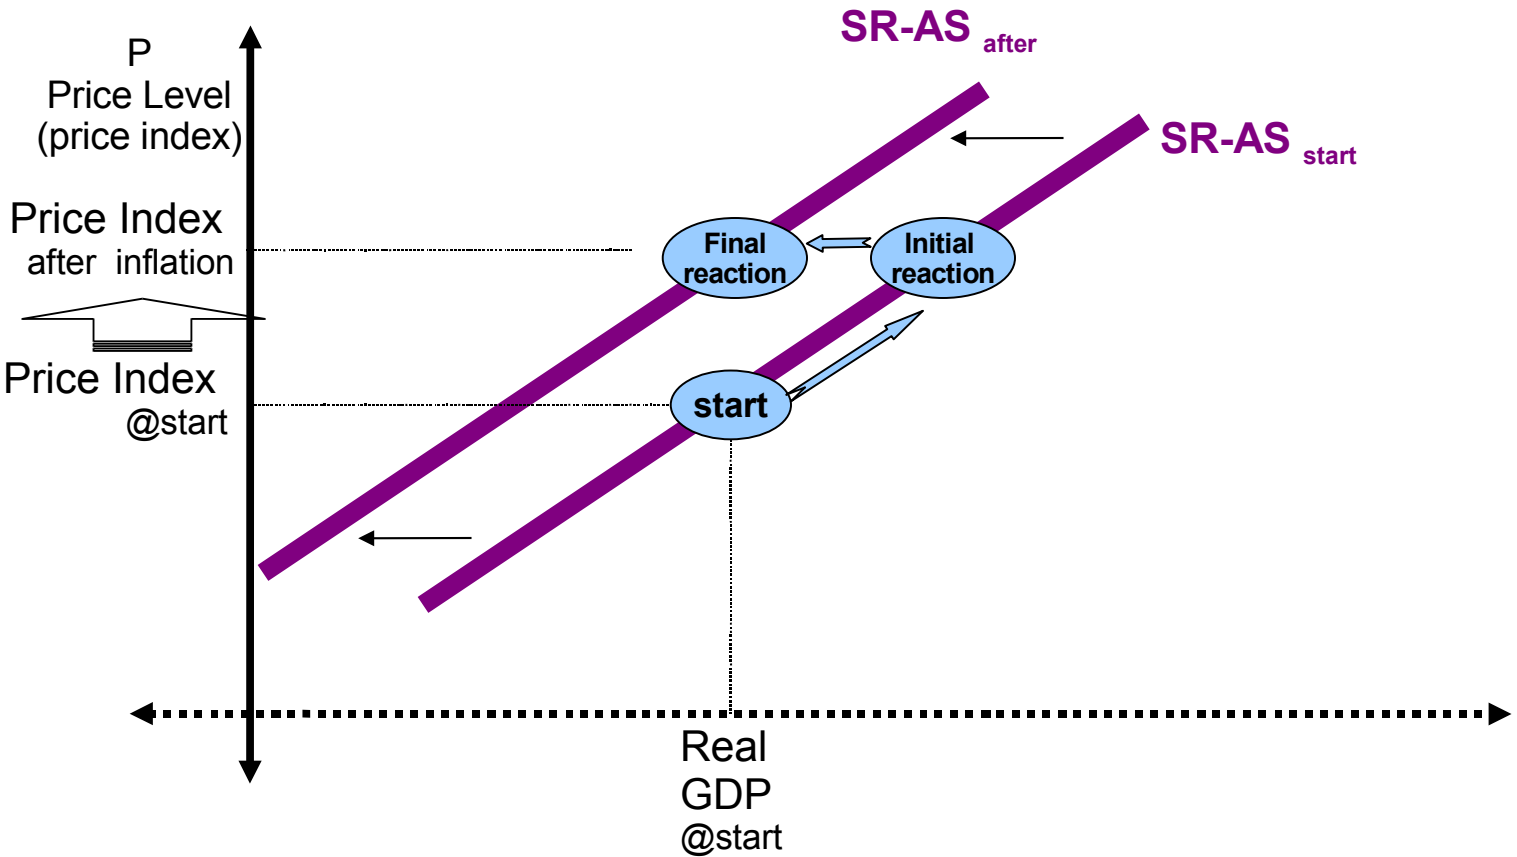 SR-AS after
P
Price Level
(price index)
SR-AS start
Price Index
after inflation
Final
reaction
Initial
reaction
Price Index
@start
start
Real
GDP
@start